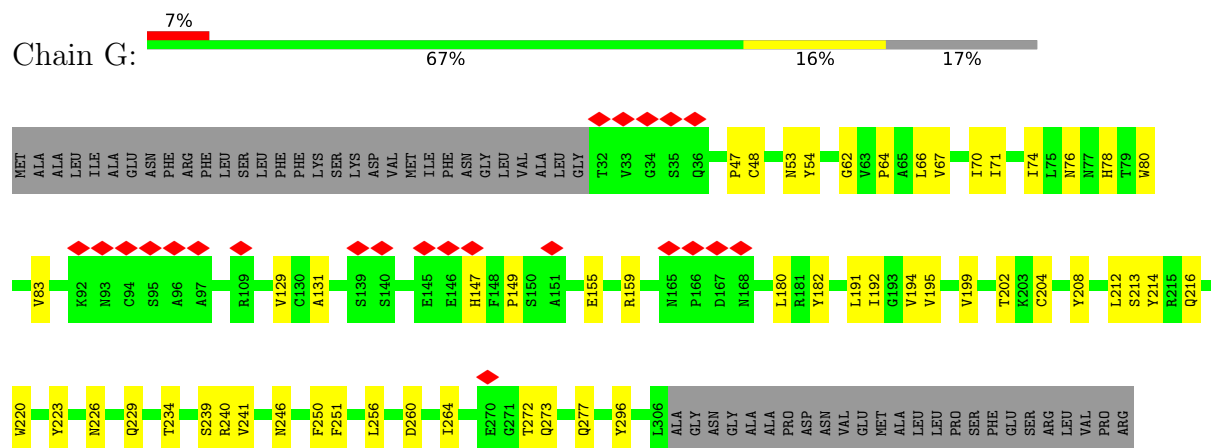 7%
Chain G:
67% 16% 17%
MET ALA ALA LEU ILE ALA GLU ASN PHE ARG PHE LEU LEU SER LEU PHE PHE LYS SER LYS ASP VAL MET ILE PHE ASN GLY LEU VAL ALA LEU GLY T32 V33 G34 S35 Q36 P47 C48 N53 Y54 G62 V63 P64 A65 L66 V67 I70 I71 I74 L75 N76 N77 H78 T79 W80
V83 K92 N93 C94 S95 A96 A97 R109 V129 C130 A131 S139 S140 E145 E146 H147 F148 P149 S150 A151 E155 R159 N165 P166 D167 N168 L180 R181 Y182 L191 I192 G193 V194 V195 V199 T202 K203 C204 Y208 L212 S213 Y214 R215 Q216
W220 Y223 N226 Q229 T234 S239 R240 V241 N246 F250 F251 L256 D260 I264 E270 G271 T272 Q273 Q277 Y296 L306 ALA GLY ASN GLY ALA ALA PRO ASP ASN VAL GLU MET ALA LEU LEU PRO SER PHE GLU SER ARG LEU VAL PRO ARG